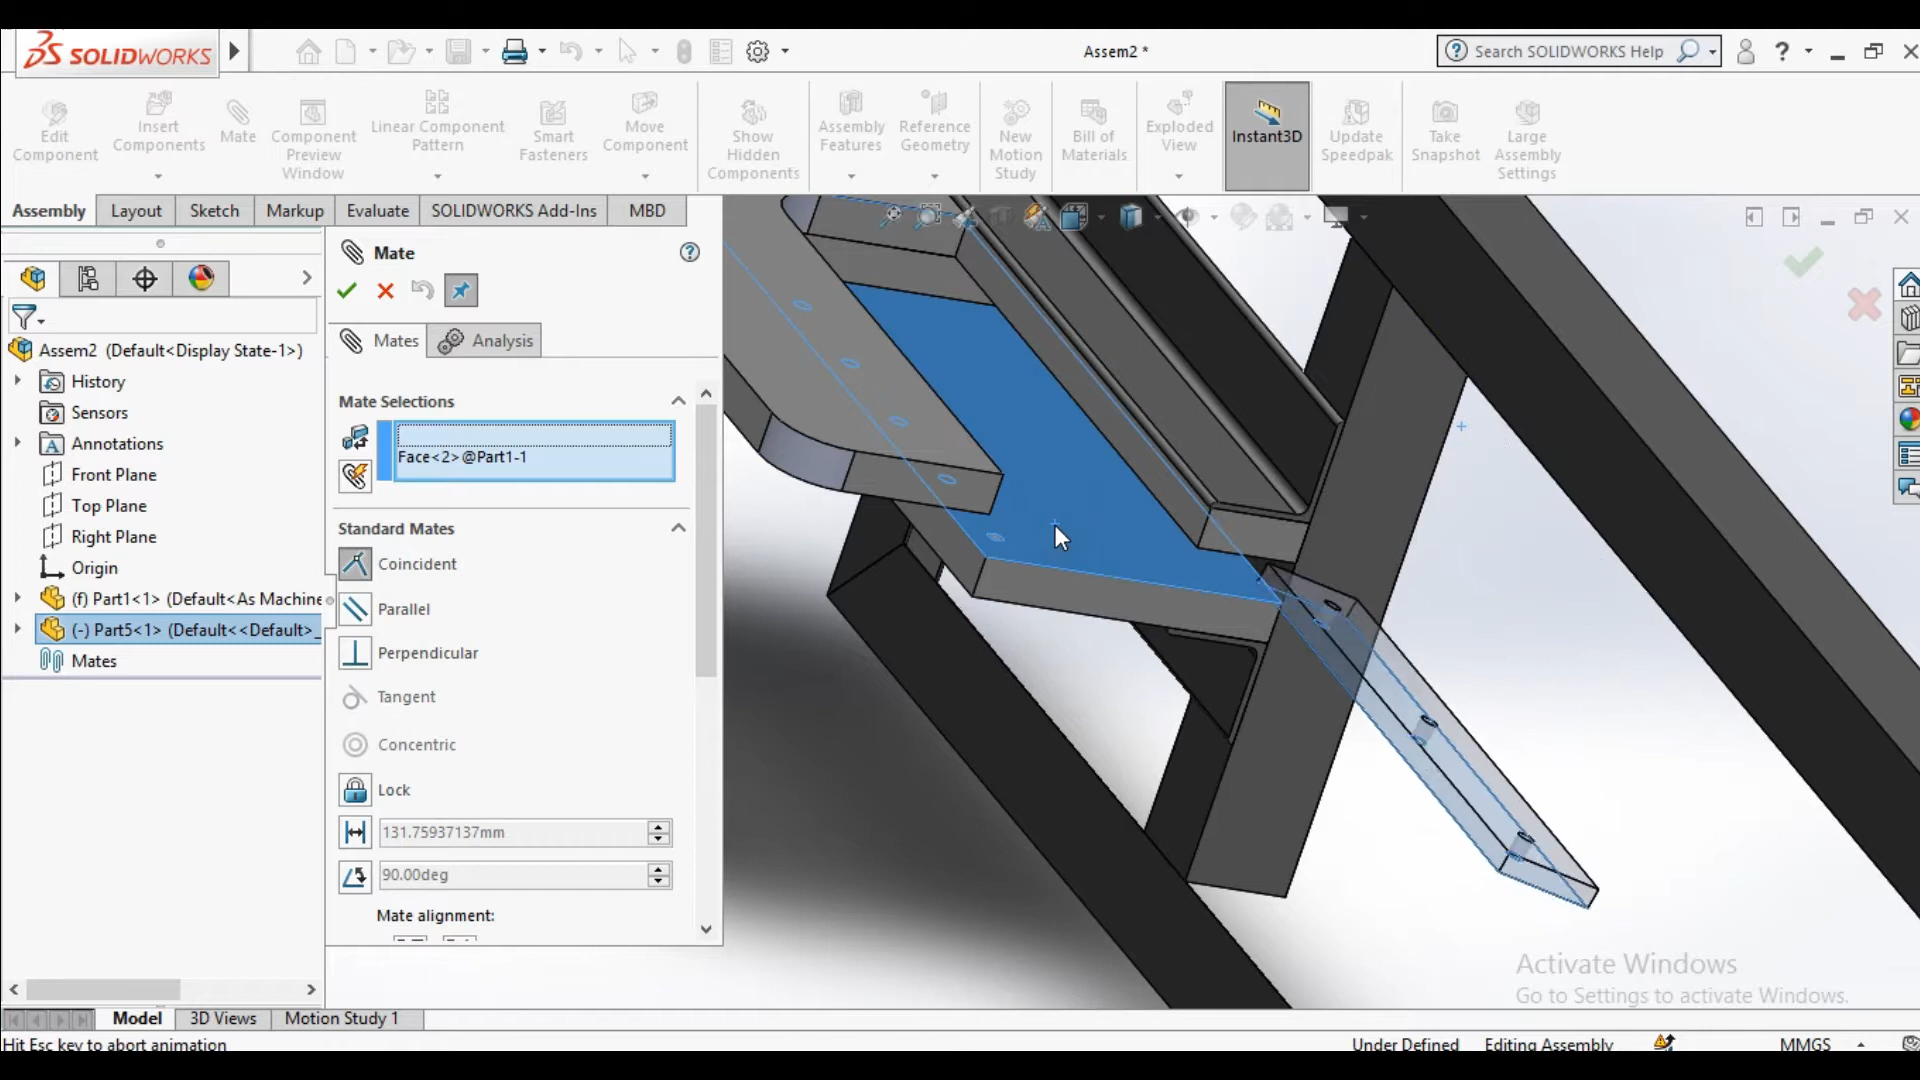 SOLIDWORKS
Assem2 *
Search SOLIDWORKS Help
Edit
Component
Insert
Components
Mate
Component
Preview
Window
Linear Component
Pattern
Smart
Fasteners
Move
Component
Show
Hidden
Components
Assembly
Features
Reference
Geometry
New
Motion
Study
Bill of
Materials
Exploded
View
Instant3D
Update
Speedpak
Take
Snapshot
Large
Assembly
Settings
Assembly
Layout
Sketch
Markup
Evaluate
SOLIDWORKS Add-Ins
MBD
Assem2 (Default<Display State-1>)
History
Sensors
Annotations
Front Plane
Top Plane
Right Plane
Origin
(f) Part1<1> (Default<As Machine
(-) Part5<1> (Default<<Default>_
Mates
Mate
Mates
Analysis
Mate Selections
Face<2>@Part1-1
Standard Mates
Coincident
Parallel
Perpendicular
Tangent
Concentric
Lock
131.75937137mm
90.00deg
Mate alignment:
Activate Windows
Go to Settings to activate Windows.
Model
3D Views
Motion Study 1
Hit Esc key to abort animation
Under Defined
Editing Assembly
MMGS